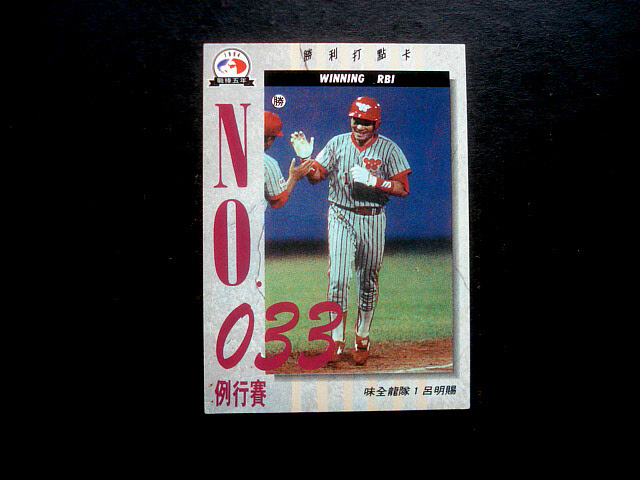 勝利打點卡
1994
職棒五年
WINNING RBI
勝
NO.
033
例行賽
味全龍隊 1 呂明賜